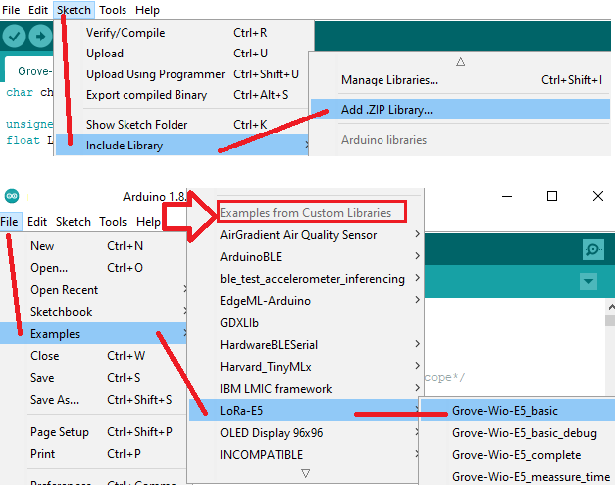 File Edit Sketch Tools Help
Verify/Compile Ctrl+R
Upload Ctrl+U
Upload Using Programmer Ctrl+Shift+U
Export compiled Binary Ctrl+Alt+S
Show Sketch Folder Ctrl+K
Include Library
Grove-
char ch
unsigne
float L
Manage Libraries... Ctrl+Shift+I
Add .ZIP Library...
Arduino libraries
Arduino 1.8.
File Edit Sketch Tools Help
New Ctrl+N
Open... Ctrl+O
Open Recent
Sketchbook
Examples
Close Ctrl+W
Save Ctrl+S
Save As... Ctrl+Shift+S
Page Setup Ctrl+Shift+P
Print Ctrl+P
Preferences Ctrl+Comma
Examples from Custom Libraries
AirGradient Air Quality Sensor
ArduinoBLE
ble_test_accelerometer_inferencing
EdgeML-Arduino
GDXLIb
HardwareBLESerial
Harvard_TinyMLx
IBM LMIC framework
LoRa-E5
OLED Display 96x96
INCOMPATIBLE
cope*/
Grove-Wio-E5_basic
Grove-Wio-E5_basic_debug
Grove-Wio-E5_complete
Grove-Wio-E5_meassure_time